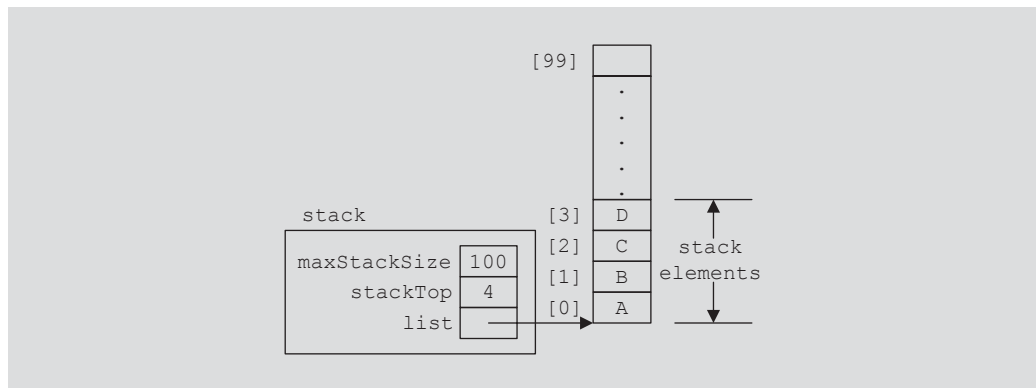 [99]
.
.
.
.
.
stack
[3] D
maxStackSize 100
[2] C
stack
elements
stackTop 4
[1] B
list
[0] A